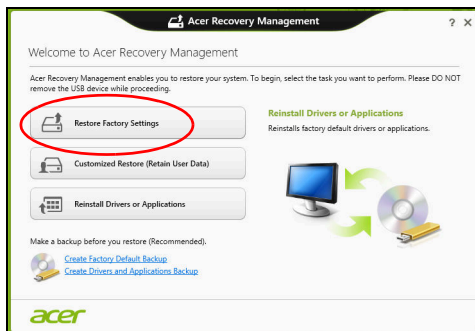 Acer Recovery Management
? X
Welcome to Acer Recovery Management
Acer Recovery Management enables you to restore your system. To begin, select the task you want to perform. Please DO NOT
remove the USB device while proceeding.
Restore Factory Settings
Reinstall Drivers or Applications
Reinstalls factory default drivers or applications.
Customized Restore (Retain User Data)
Reinstall Drivers or Applications
Make a backup before you restore (Recommended).
Create Factory Default Backup
Create Drivers and Applications Backup
acer